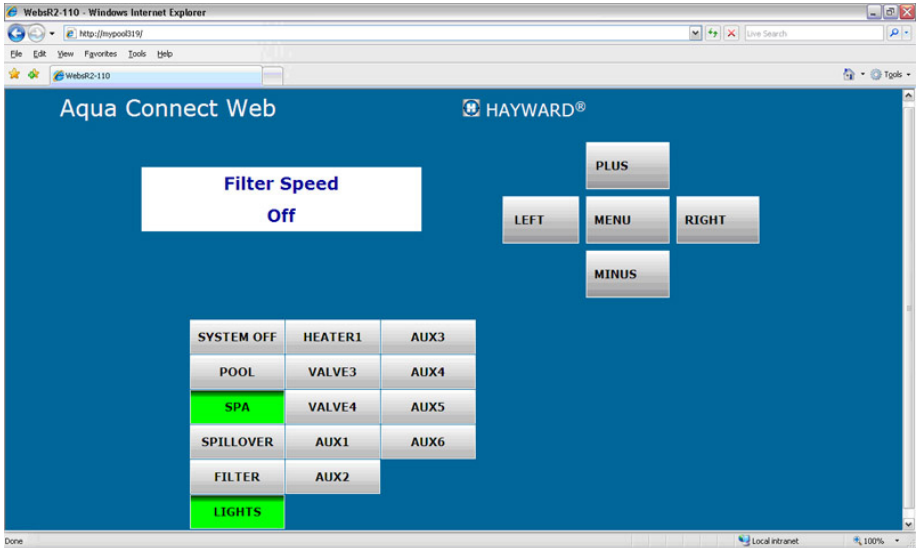 WebsR2-110 - Windows Internet Explorer
http://mypool319/
Live Search
File Edit View Favorites Tools Help
WebsR2-110
Tools
Aqua Connect Web
HAYWARD®
Filter Speed
Off
PLUS
LEFT MENU RIGHT
MINUS
SYSTEM OFF HEATER1 AUX3
POOL VALVE3 AUX4
SPA VALVE4 AUX5
SPILLOVER AUX1 AUX6
FILTER AUX2
LIGHTS
Done
Local intranet
100%